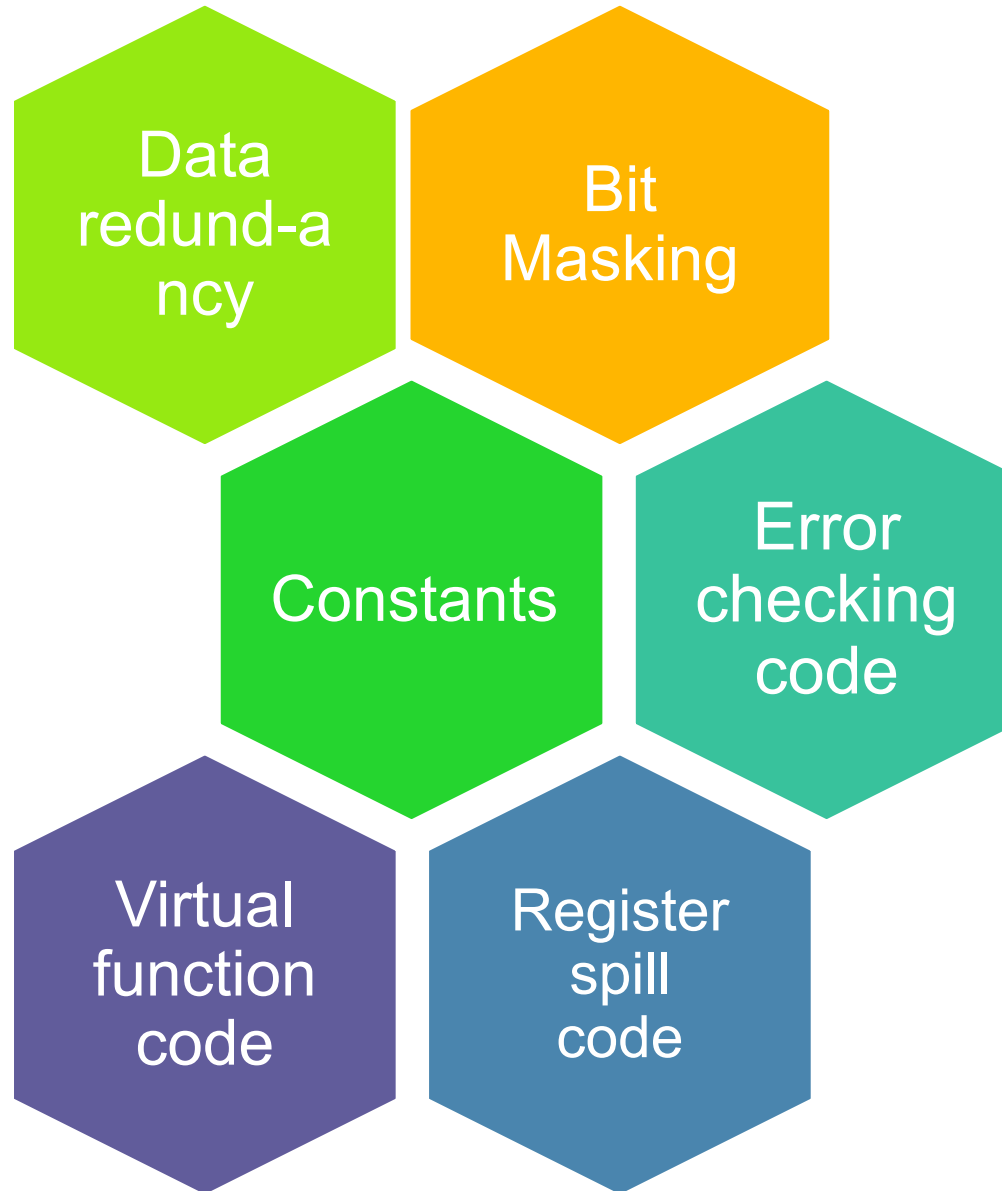 Data
redund-a
ncy
Bit
Masking
Constants
Error
checking
code
Virtual
function
code
Register
spill
code